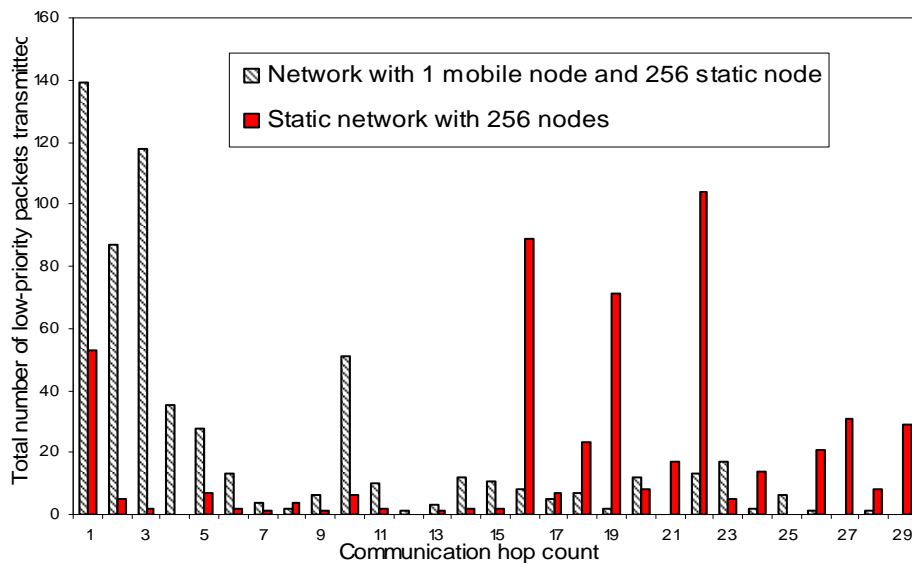 160
140
120
100
80
60
40
20
0
Total number of low-priority packets transmitted
Network with 1 mobile node and 256 static node
Static network with 256 nodes
1 3 5 7 9 11 13 15 17 19 21 23 25 27 29
Communication hop count